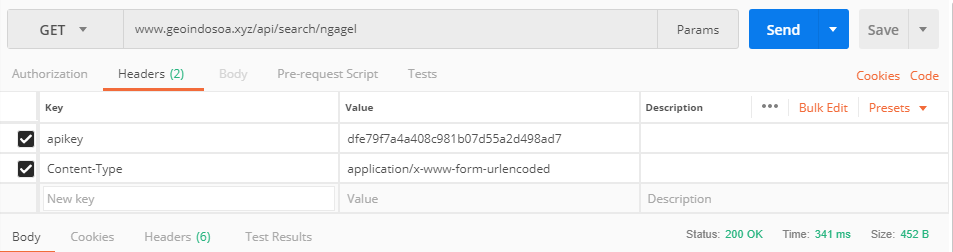 GET www.geoindosoa.xyz/api/search/ngagel Params Send Save
Authorization Headers (2) Body Pre-request Script Tests Cookies Code
Key Value Description ••• Bulk Edit Presets
apikey dfe79f7a4a408c981b07d55a2d498ad7
Content-Type application/x-www-form-urlencoded
New key Value Description
Body Cookies Headers (6) Test Results Status: 200 OK Time: 341 ms Size: 452 B